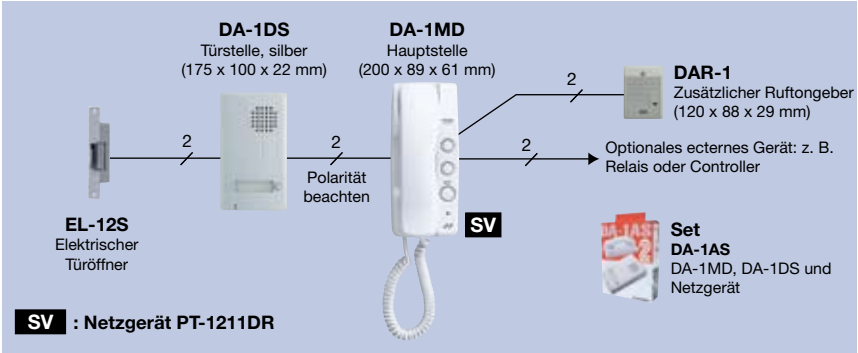 DA-1DS
Türstelle, silber
(175 x 100 x 22 mm)
DA-1MD
Hauptstelle
(200 x 89 x 61 mm)
2
DAR-1
Zusätzlicher Ruftongeber
(120 x 88 x 29 mm)
2
2
2
Polarität
beachten
Optionales ecternes Gerät: z. B.
Relais oder Controller
EL-12S
Elektrischer
Türöffner
SV
DA-1AS
Set
DA-1AS
DA-1MD, DA-1DS und
Netzgerät
SV : Netzgerät PT-1211DR